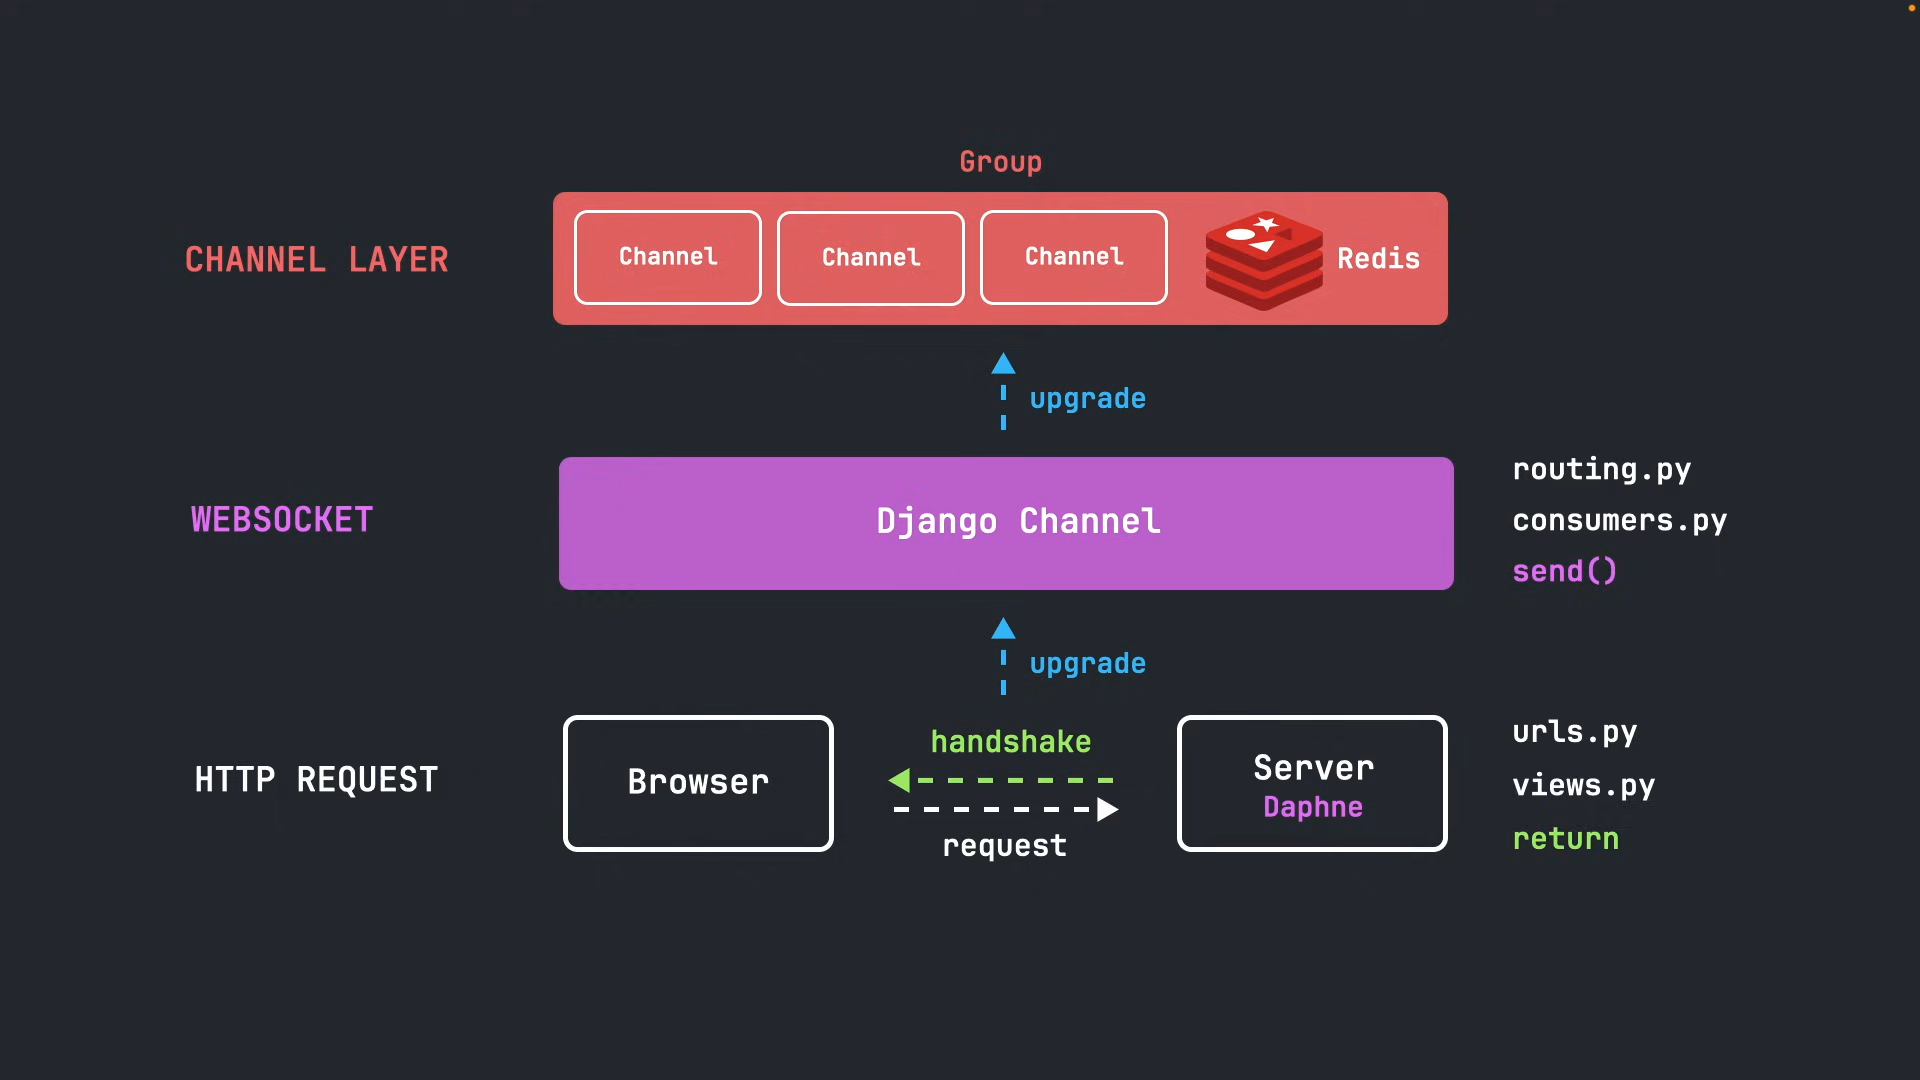 Group
CHANNEL LAYER
Channel
Channel
Channel
Redis
upgrade
WEBSOCKET
Django Channel
routing.py
consumers.py
send()
upgrade
HTTP REQUEST
Browser
handshake
request
Server
Daphne
urls.py
views.py
return